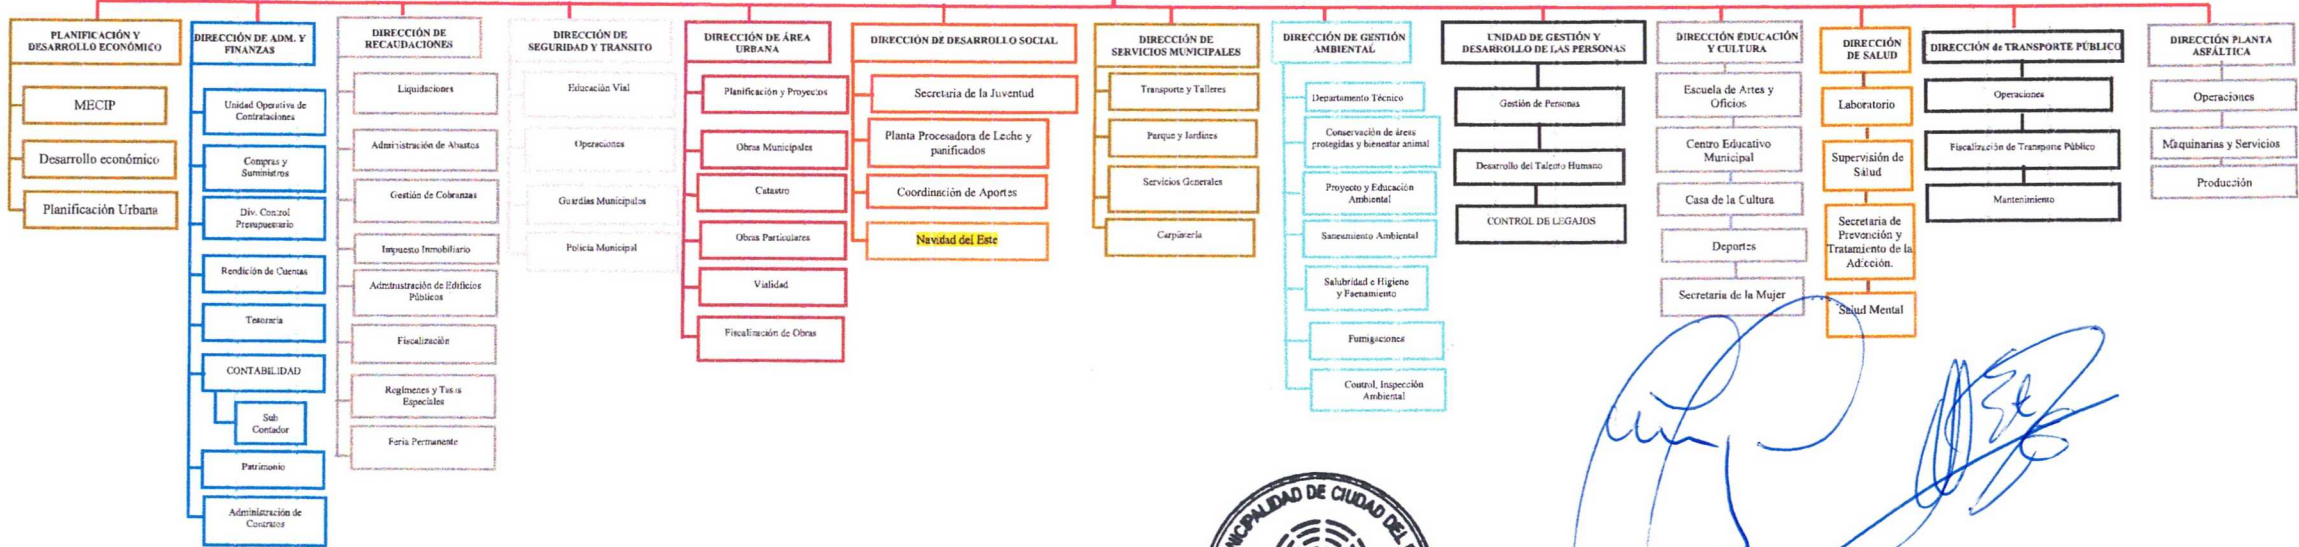 PLANIFICACIÓN Y
DESARROLLO ECONÓMICO
MECIP
Desarrollo económico
Planificación Urbana
DIRECCIÓN DE ADM. Y
FINANZAS
Unidad Operativa de
Contrataciones
Compras y
Suministros
Div. Control
Presupuestario
Rendición de Cuentas
Tesorería
CONTABILIDAD
Sub
Contador
Patrimonio
Administración de
Contratos
DIRECCIÓN DE
RECAUDACIONES
Liquidaciones
Administración de Abastos
Gestión de Cobranzas
Impuesto Inmobiliario
Administración de Edificios
Públicos
Fiscalización
Regímenes y Tasas
Especiales
Feria Permanente
DIRECCIÓN DE
SEGURIDAD Y TRANSITO
Educación Vial
Operaciones
Guardias Municipales
Policía Municipal
DIRECCIÓN DE ÁREA
URBANA
Planificación y Proyectos
Obras Municipales
Catastro
Obras Particulares
Vialidad
Fiscalización de Obras
DIRECCIÓN DE DESARROLLO SOCIAL
Secretaria de la Juventud
Planta Procesadora de Leche y
panificados
Coordinación de Aportes
Navidad del Este
DIRECCIÓN DE
SERVICIOS MUNICIPALES
Transporte y Talleres
Parque y Jardines
Servicios Generales
Carpintería
DIRECCIÓN DE GESTIÓN
AMBIENTAL
Departamento Técnico
Conservación de áreas
protegidas y bienestar animal
Proyecto y Educación
Ambiental
Saneamiento Ambiental
Salubridad e Higiene
y Faenamiento
Fumigaciones
Control, Inspección
Ambiental
UNIDAD DE GESTIÓN Y
DESARROLLO DE LAS PERSONAS
Gestión de Personas
Desarrollo del Talento Humano
CONTROL DE LEGAJOS
DIRECCIÓN EDUCACIÓN
Y CULTURA
Escuela de Artes y
Oficios
Centro Educativo
Municipal
Casa de la Cultura
Deportes
Secretaria de la Mujer
DIRECCIÓN
DE SALUD
Laboratorio
Supervisión de
Salud
Secretaria de
Prevención y
Tratamiento de la
Adicción.
Salud Mental
DIRECCIÓN de TRANSPORTE PÚBLICO
Operaciones
Fiscalización de Transporte Público
Mantenimiento
DIRECCIÓN PLANTA
ASFÁLTICA
Operaciones
Maquinarias y Servicios
Producción
MUNICIPALIDAD DE CIUDAD DEL